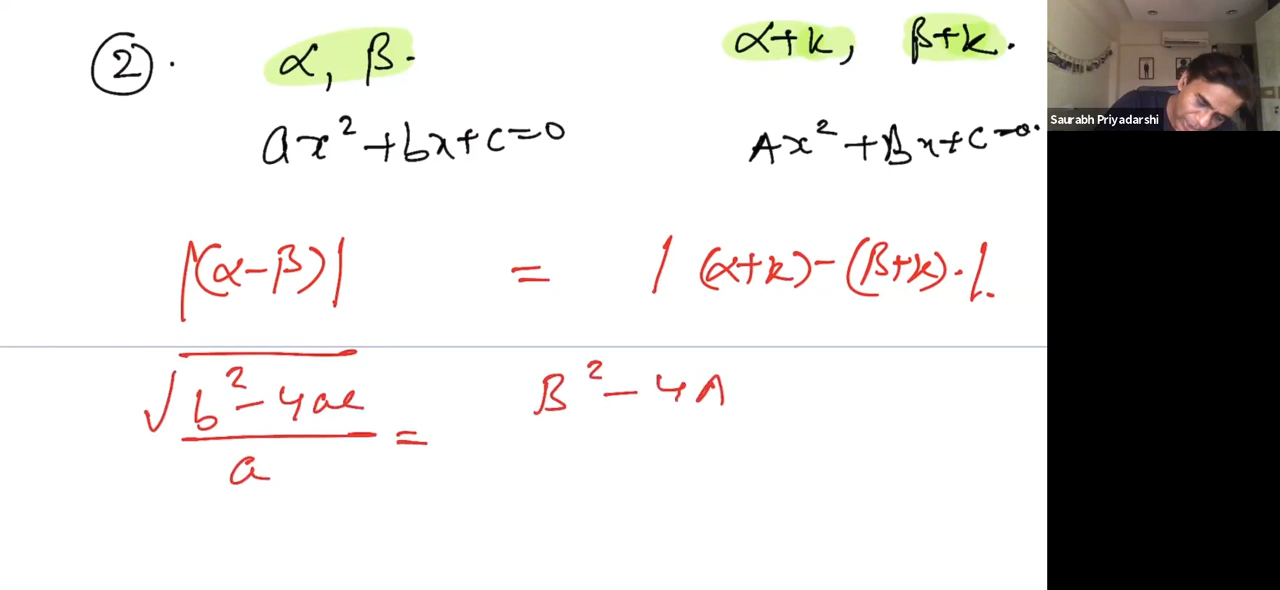 ② . α, β. α+k, β+k.
ax² + bx + c = 0 Ax² + Bx + C = 0.
Saurabh Priyadarshi
|(α-β)| = | (α+k) - (β+k). |.
√b² - 4ac / a = B² - 4A